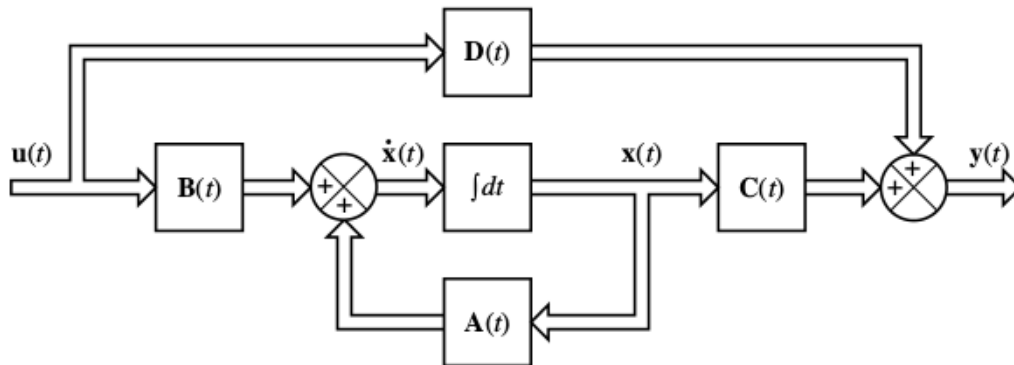 D(t)
u(t)
B(t)
+
+
ẋ(t)
∫dt
x(t)
C(t)
+
+
y(t)
A(t)